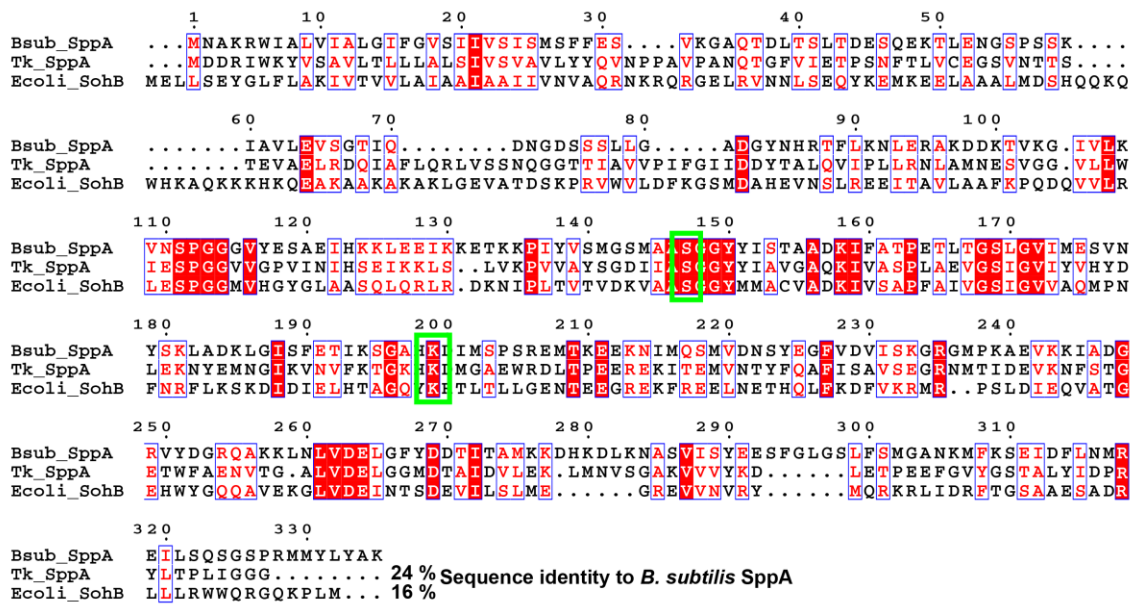 1 10 20 30 40 50
Bsub_SppA ...MNAKRWIALVIALGIFGVSIIVSISMSFFES....VKGAQTDLTSLTDESQEKTLENGSPSSK....
Tk_SppA ...MDDRIWKYVSAVLTLLLALSIVSVAVLYYQVNPPAVPANQTGFVIETPSNFTLVCEGSVNTTS....
Ecoli_SohB MELLSEYGLFLAKIVTVVLAIAAIAAIIVNVAQRNKRQRGELRVNNLSEQYKEMKEELAAALMDSHQQKQ
60 70 80 90 100
Bsub_SppA .......IAVLEVSGTIQ........DNGDSSSLLG....ADGYNHRTFLKNLERAKDDKTVKG.IVLK
Tk_SppA .......TEVAELRDQIAFLQRLVSSNQGGTTIAVVPIFGIIDDYTALQVIPLLRNLAMNESVGG.VLLW
Ecoli_SohB WHKAQKKKHKQEAKAAKAKAKLGEVATDSKPRVWVLDFKGSMDAHEVNSLREEITAVLAAFKPQDQVVLR
110 120 130 140 150 160 170
Bsub_SppA VNSPGGGVYESAEIHKKLEEIKKETKKPIYVSMGSMAASGGYYISTAADKIFATPETLTGSLGVIMESVN
Tk_SppA IESPGGVVGPVINIHSEIKKLS..LVKPVVAYSGDIIASGGYYIAVGAQKIVASPLAEVGSIGVIYVHYD
Ecoli_SohB LESPGGMVHGYGLAASQLQRLR.DKNIPLTVTVDKVAASGGYMMACVADKIVSAPFAIVGSIGVVAQMPN
180 190 200 210 220 230 240
Bsub_SppA YSKLADKLGISFETIKSGAHKDIMSPSREMTKEEKNIMQSMVDNSYEGFVDVISKGRGMPKAEVKKIADG
Tk_SppA LEKNYEMNGIKVNVFKTGKHKDMGAEWRDLTPEEREKITEMVNTYFQAFISAVSEGRNMTIDEVKNFSTG
Ecoli_SohB FNRFLKSKDIDIELHTAGQYKRTLTLLGENTEEGREKFREELNETHQLFKDFVKRMR..PSLDIEQVATG
250 260 270 280 290 300 310
Bsub_SppA RVYDGRQAKKLNLVDELGFYDDTITAMKKDHKDLKNASVISYEESFGLGSLFSMGANKMFKSEIDFLNMR
Tk_SppA ETWFAENVTG.ALVDELGGMDTAIDVLEK.LMNVSGAKVVVYKD.....LETPEEFGVYGSTALYIDPR
Ecoli_SohB EHWYGQQAVEKGLVDEINTSDEVILSLME......GREVVNVRY......MQRKRLIDRFTGSAAESADR
320 330
Bsub_SppA EILSQSGSPRMMYLYAK
Tk_SppA YLTPLIGGG........ 24 % Sequence identity to B. subtilis SppA
Ecoli_SohB LLLRWWQRGQKPLM... 16 %